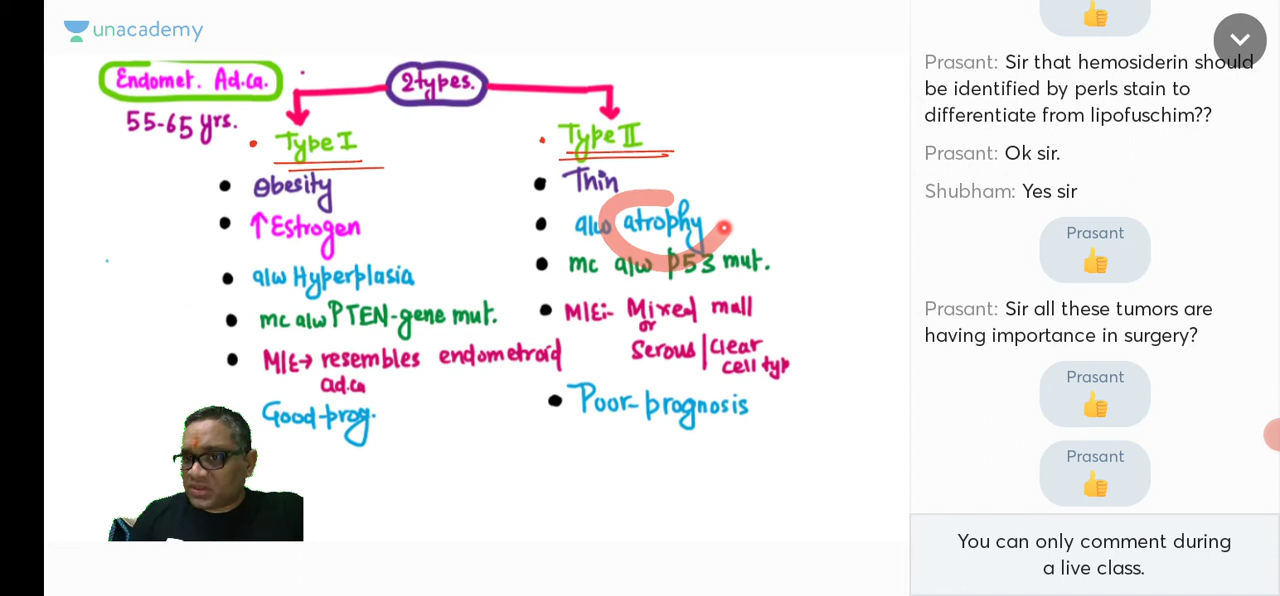 unacademy
Endomet. Ad.Ca.
2 types.
55-65 yrs.
Type I
Obesity
↑Estrogen
a/w Hyperplasia
mc a/w PTEN-gene mut.
M/E→ resembles endometroid
ad.ca
Good-prog.
Type II
Thin
a/w atrophy
mc a/w p53 mut.
M/E:- Mixed mall
or
Serous/Clear
cell typ
Poor-prognosis
Prasant: Sir that hemosiderin should
be identified by perls stain to
differentiate from lipofuschim??
Prasant: Ok sir.
Shubham: Yes sir
Prasant
Prasant: Sir all these tumors are
having importance in surgery?
Prasant
Prasant
You can only comment during
a live class.